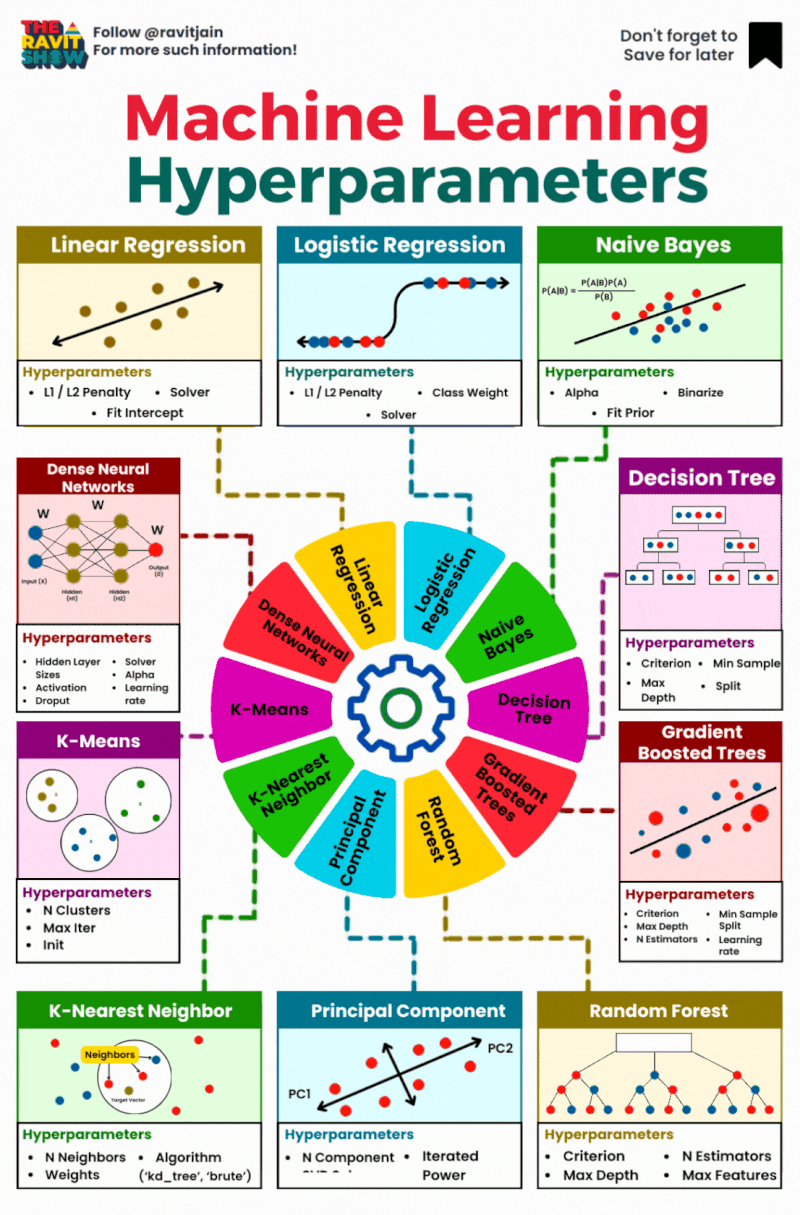 THE
RAVIT
SHOW
Follow @ravitjain
For more such information!
Don't forget to
Save for later
Machine Learning
Hyperparameters
Linear Regression
Hyperparameters
• L1 / L2 Penalty • Solver
• Fit Intercept
Logistic Regression
Hyperparameters
• L1 / L2 Penalty • Class Weight
• Solver
Naive Bayes
P(A|B) = P(A|B)P(A)
P(B)
Hyperparameters
• Alpha • Binarize
• Fit Prior
Dense Neural
Networks
W
W
W
Input (X)
Hidden
(H1)
Hidden
(H2)
Output
(O)
Hyperparameters
• Hidden Layer
Sizes
• Activation
• Droput
• Solver
• Alpha
• Learning
rate
Decision Tree
Hyperparameters
• Criterion • Min Sample
• Max
Depth
• Split
Linear
Regression
Logistic
Regression
Naive
Bayes
Decision
Tree
Gradient
Boosted
Trees
Random
Forest
Principal
Component
K-Nearest
Neighbor
K-Means
Dense Neural
Networks
K-Means
x
x
x
Hyperparameters
• N Clusters
• Max Iter
• Init
Gradient
Boosted Trees
Hyperparameters
• Criterion
• Max Depth
• N Estimators
• Min Sample
Split
• Learning
rate
K-Nearest Neighbor
Neighbors
Target Vector
Hyperparameters
• N Neighbors
• Weights
• Algorithm
('kd_tree', 'brute')
Principal Component
PC1
PC2
Hyperparameters
• N Component
• Iterated
Power
Random Forest
Hyperparameters
• Criterion • N Estimators
• Max Depth • Max Features